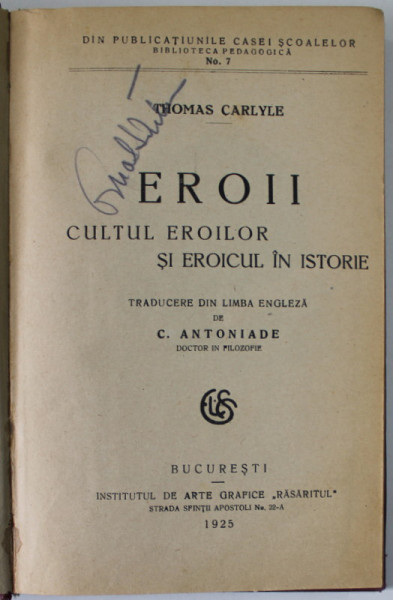 DIN PUBLICAȚIUNILE CASEI ȘCOALELOR
BIBLIOTECA PEDAGOGICĂ
No. 7
THOMAS CARLYLE
EROII
CULTUL EROILOR
ȘI EROICUL ÎN ISTORIE
TRADUCERE DIN LIMBA ENGLEZĂ
DE
C. ANTONIADE
DOCTOR IN FILOZOFIE
BUCUREȘTI
INSTITUTUL DE ARTE GRAFICE „RĂSĂRITUL"
STRADA SFINȚII APOSTOLI No. 22-A
1925